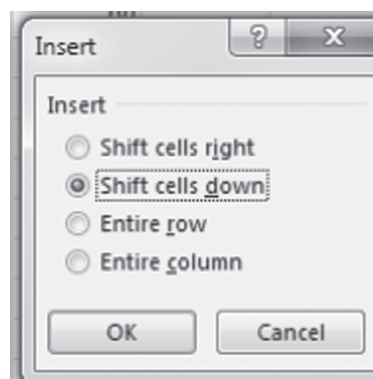 Insert
Insert
Shift cells right
Shift cells down
Entire row
Entire column
OK
Cancel